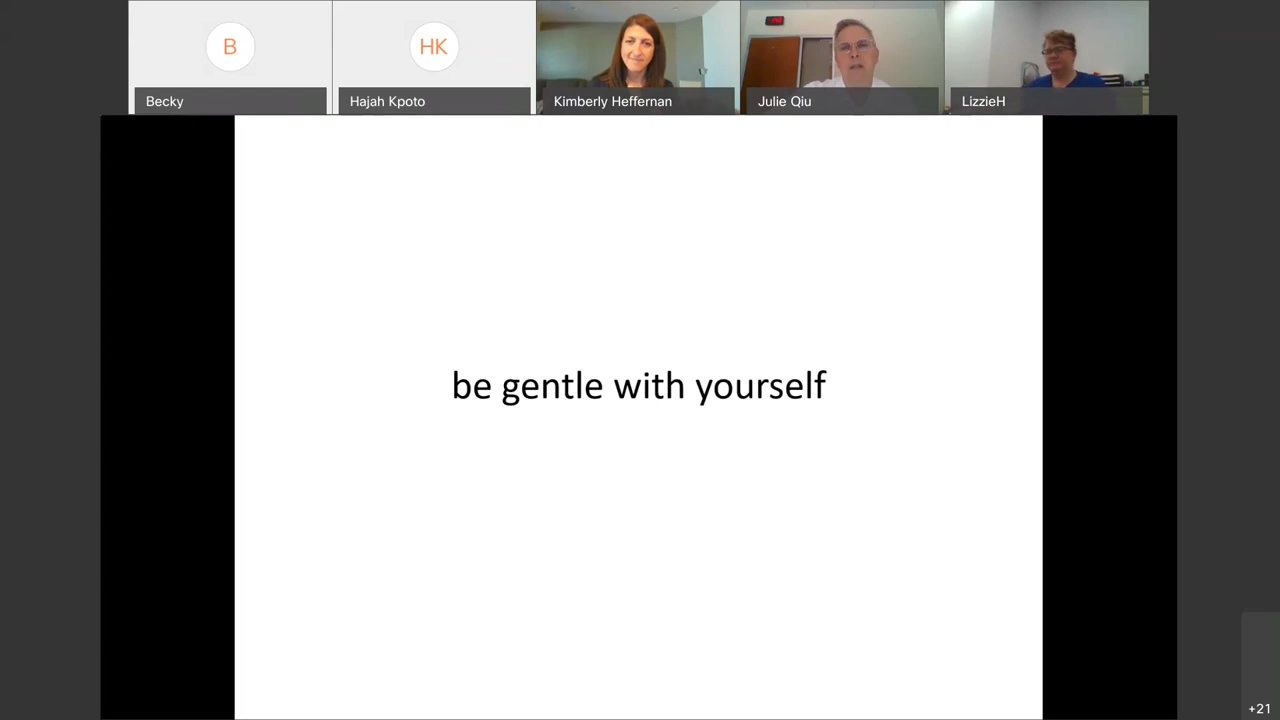 B
HK
Becky
Hajah Kpoto
Kimberly Heffernan
Julie Qiu
LizzieH
be gentle with yourself
+21